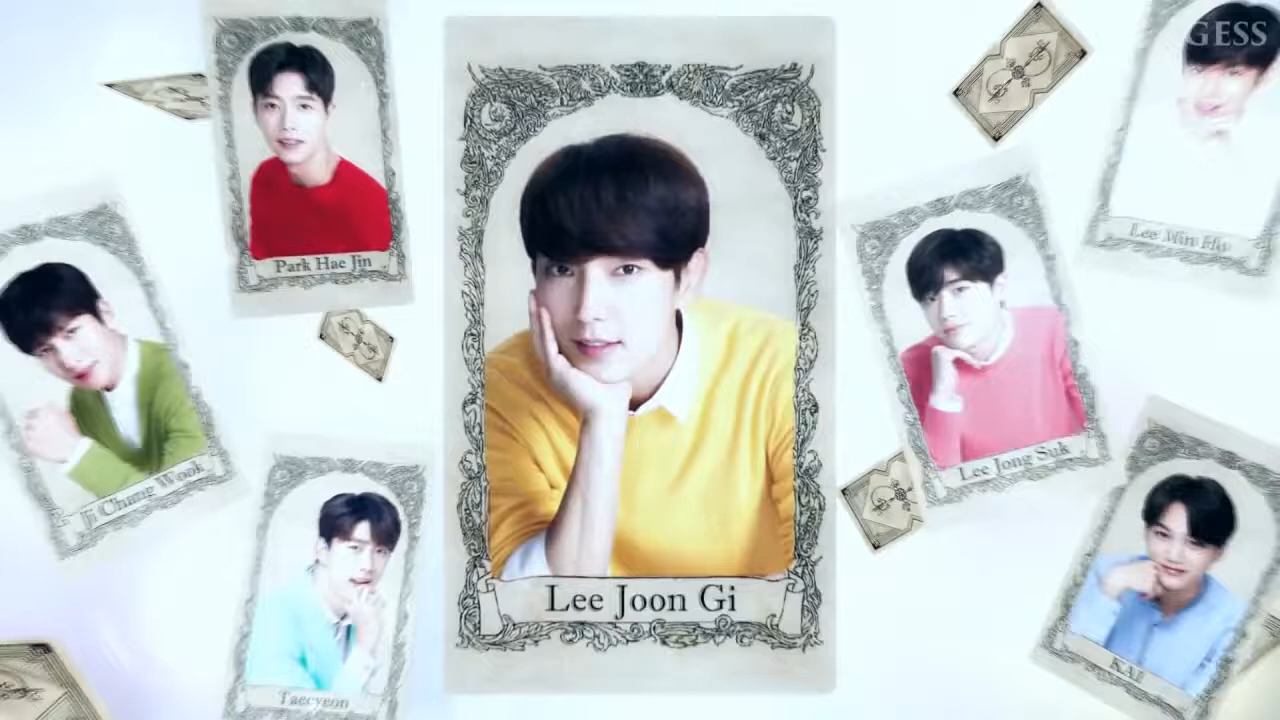 GESS
Park Hae Jin
Lee Min Ho
Lee Jong Suk
Ji Chang Wook
Lee Joon Gi
KAI
Taecyeon